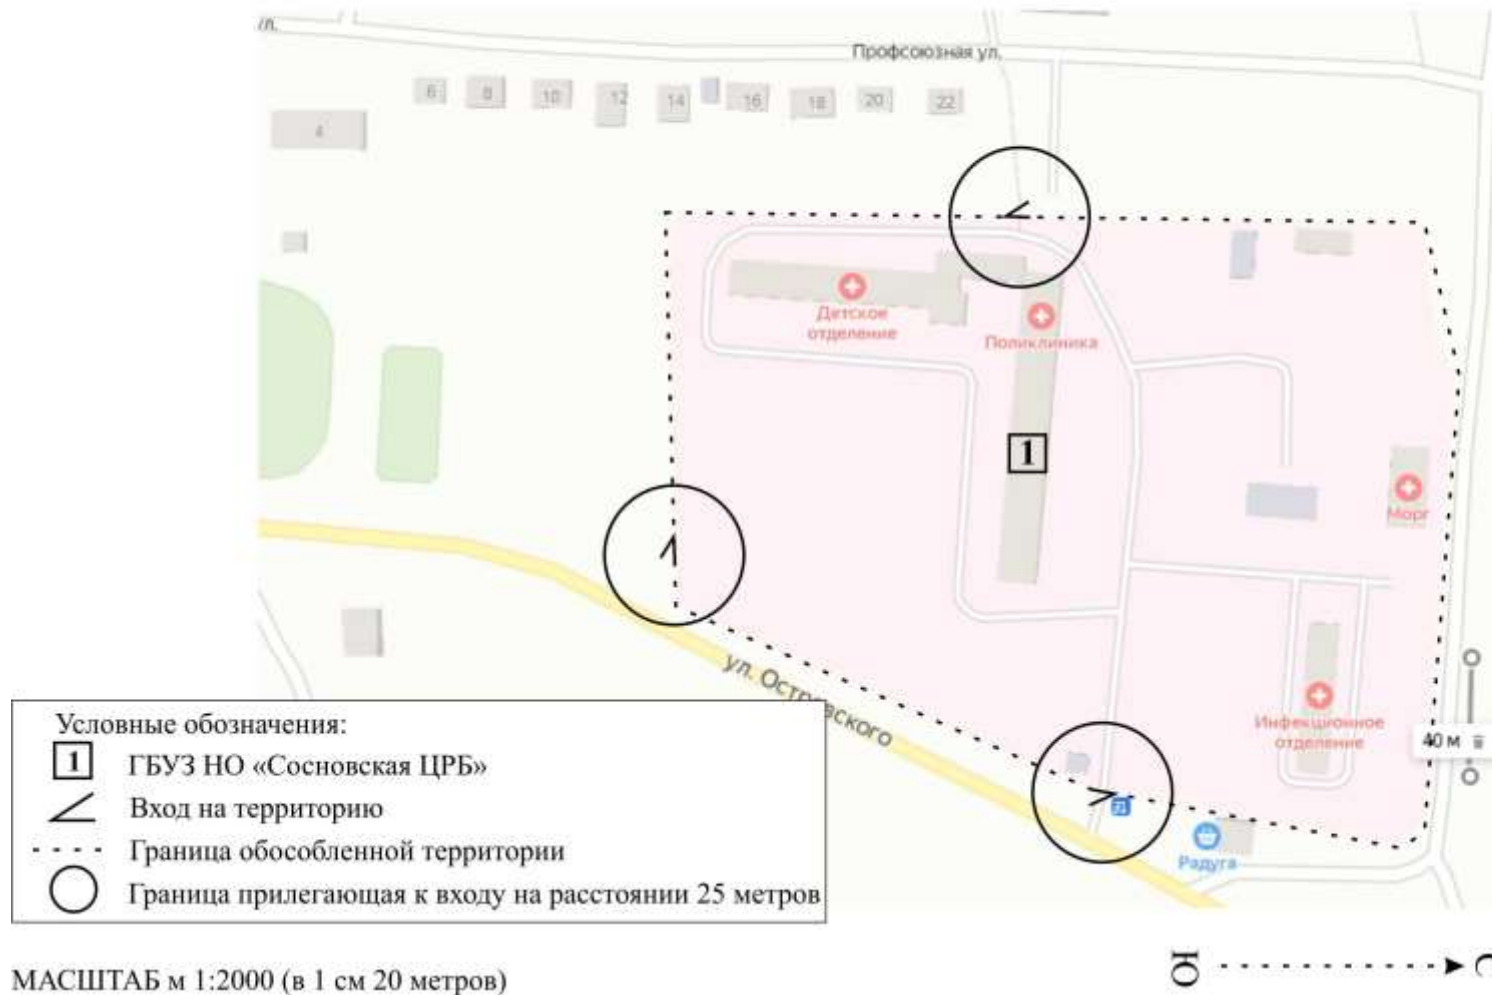 ул.
Профсоюзная ул.
6
8
10
12
14
16
18
20
22
4
Детское
отделение
Поликлиника
1
Морг
ул. Островского
Инфекционное
отделение
40 м
Радуга
Условные обозначения:
1 ГБУЗ НО «Сосновская ЦРБ»
Вход на территорию
Граница обособленной территории
Граница прилегающая к входу на расстоянии 25 метров
МАСШТАБ м 1:2000 (в 1 см 20 метров)
Ю
С